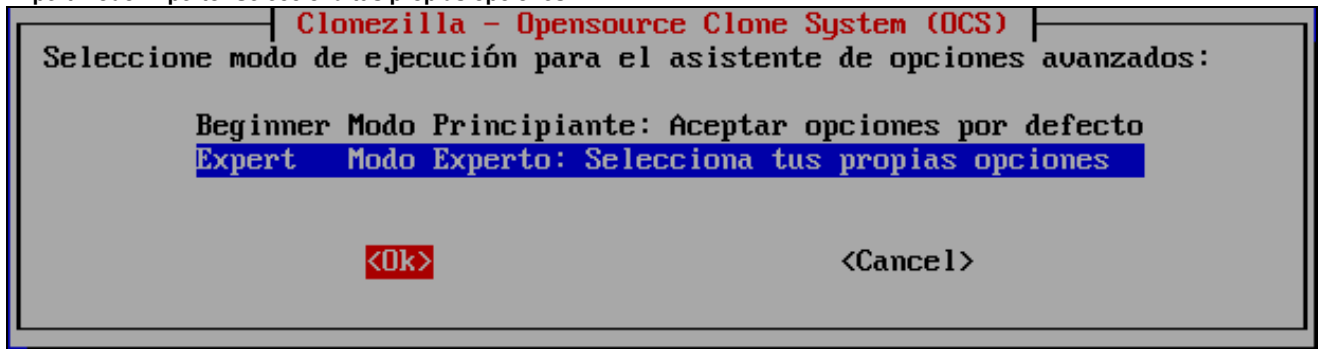 Clonezilla - Opensource Clone System (OCS)
Seleccione modo de ejecución para el asistente de opciones avanzados:
Beginner Modo Principiante: Aceptar opciones por defecto
Expert Modo Experto: Selecciona tus propias opciones
<Ok> <Cancel>